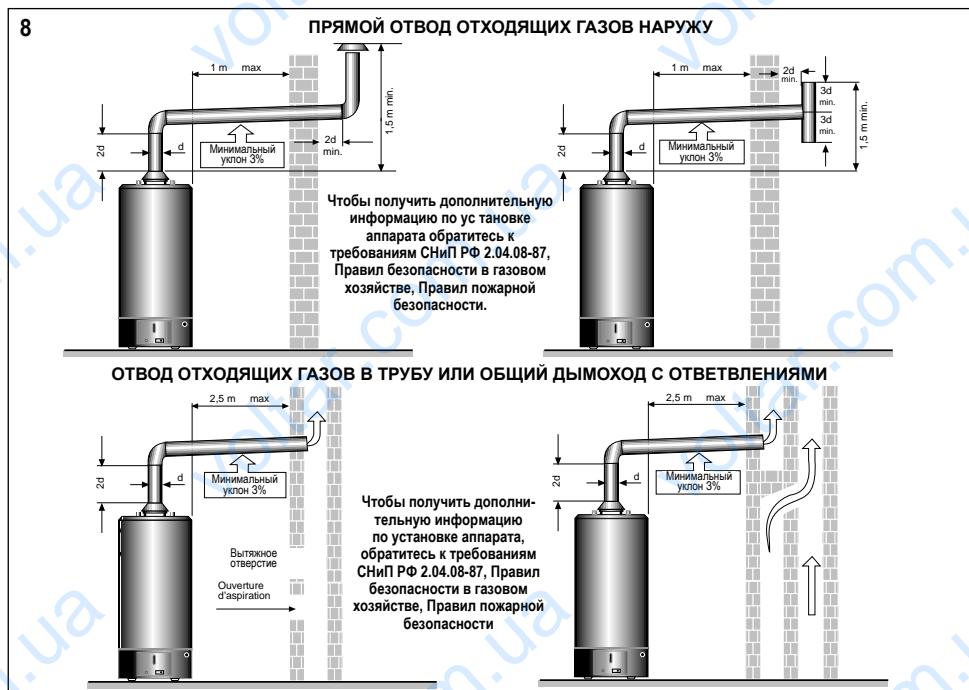 8
ПРЯМОЙ ОТВОД ОТХОДЯЩИХ ГАЗОВ НАРУЖУ
1 m max
1,5 m min.
2d
d
Минимальный
уклон 3%
2d
min.
1 m max
2d
min.
3d
min.
3d
min.
1,5 m min.
2d
d
Минимальный
уклон 3%
Чтобы получить дополнительную
информацию по ус тановке
аппарата обратитесь к
требованиям СНиП РФ 2.04.08-87,
Правил безопасности в газовом
хозяйстве, Правил пожарной
безопасности.
ОТВОД ОТХОДЯЩИХ ГАЗОВ В ТРУБУ ИЛИ ОБЩИЙ ДЫМОХОД С ОТВЕТВЛЕНИЯМИ
2,5 m max
2d
d
Минимальный
уклон 3%
Вытяжное
отверстие
Ouverture
d'aspiration
Чтобы получить дополни-
тельную информацию
по установке аппарата,
обратитесь к требованиям
СНиП РФ 2.04.08-87, Правил
безопасности в газовом
хозяйстве, Правил пожарной
безопасности
2,5 m max
2d
d
Минимальный
уклон 3%
voltar.com.ua